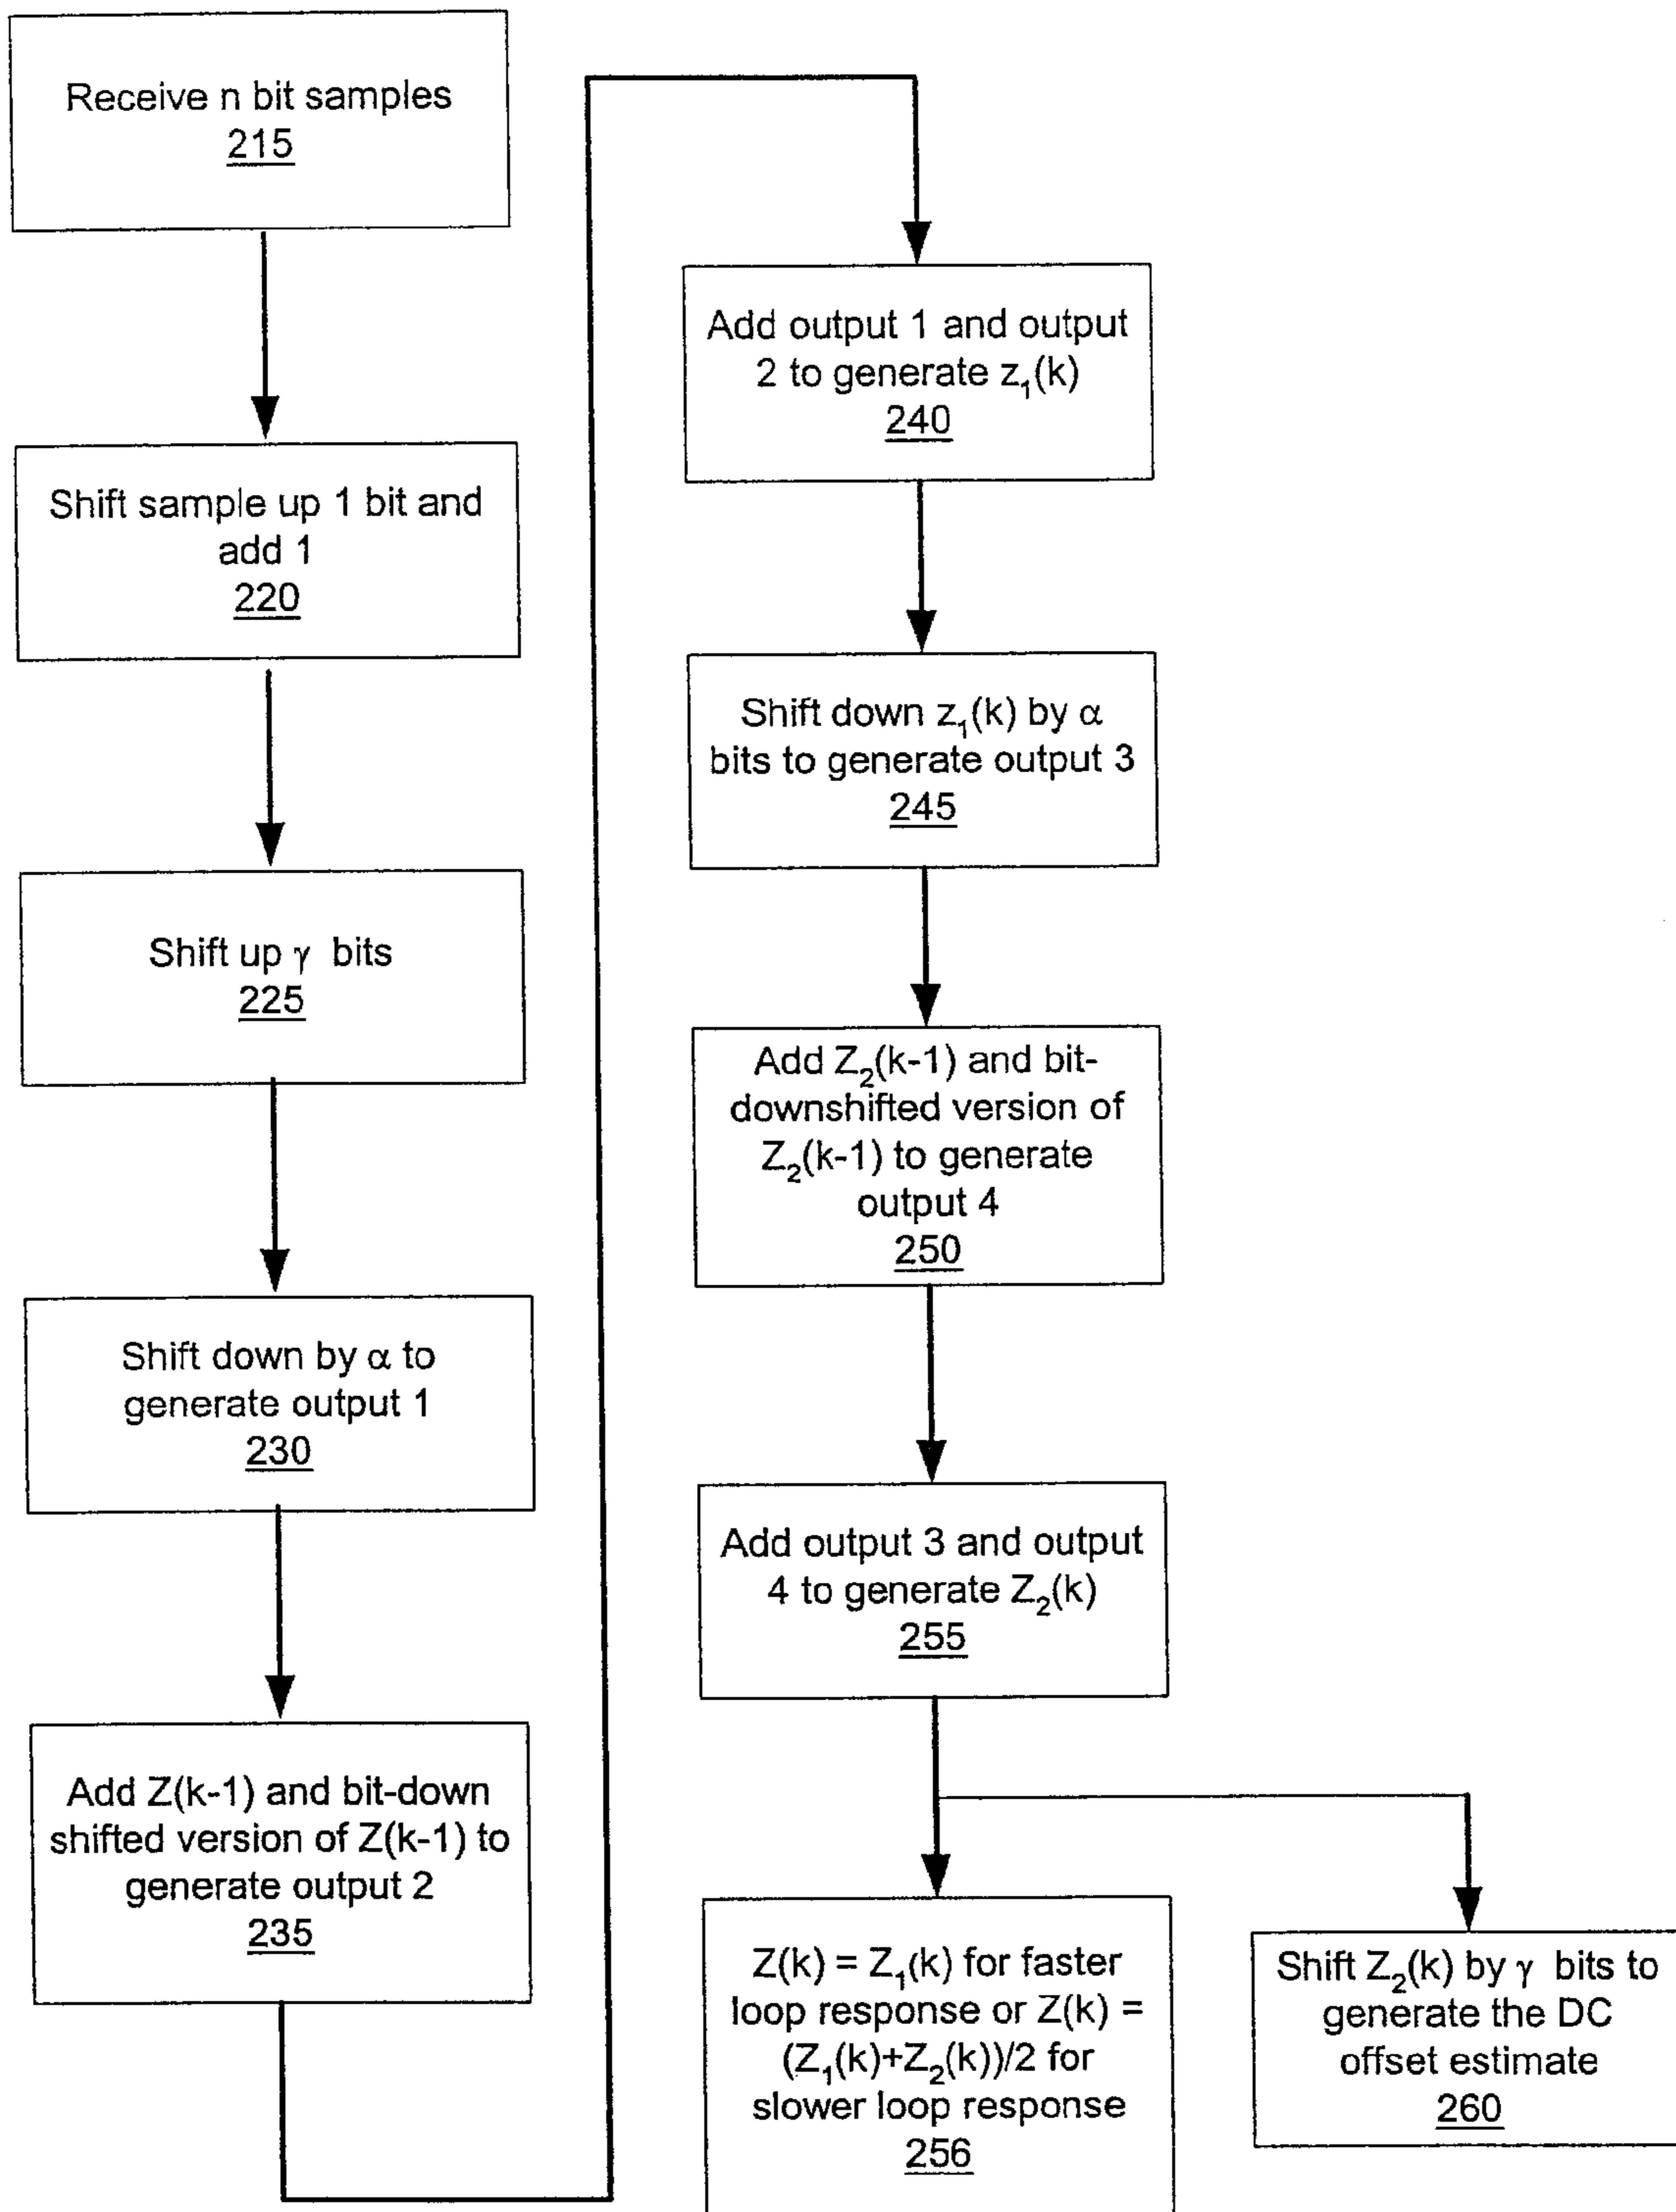 Receive n bit samples
215
Shift sample up 1 bit and
add 1
220
Shift up γ bits
225
Shift down by α to
generate output 1
230
Add Z(k-1) and bit-down
shifted version of Z(k-1) to
generate output 2
235
Add output 1 and output
2 to generate z₁(k)
240
Shift down z₁(k) by α
bits to generate output 3
245
Add Z₂(k-1) and bit-
downshifted version of
Z₂(k-1) to generate
output 4
250
Add output 3 and output
4 to generate Z₂(k)
255
Z(k) = Z₁(k) for faster
loop response or Z(k) =
(Z₁(k)+Z₂(k))/2 for
slower loop response
256
Shift Z₂(k) by γ bits to
generate the DC
offset estimate
260